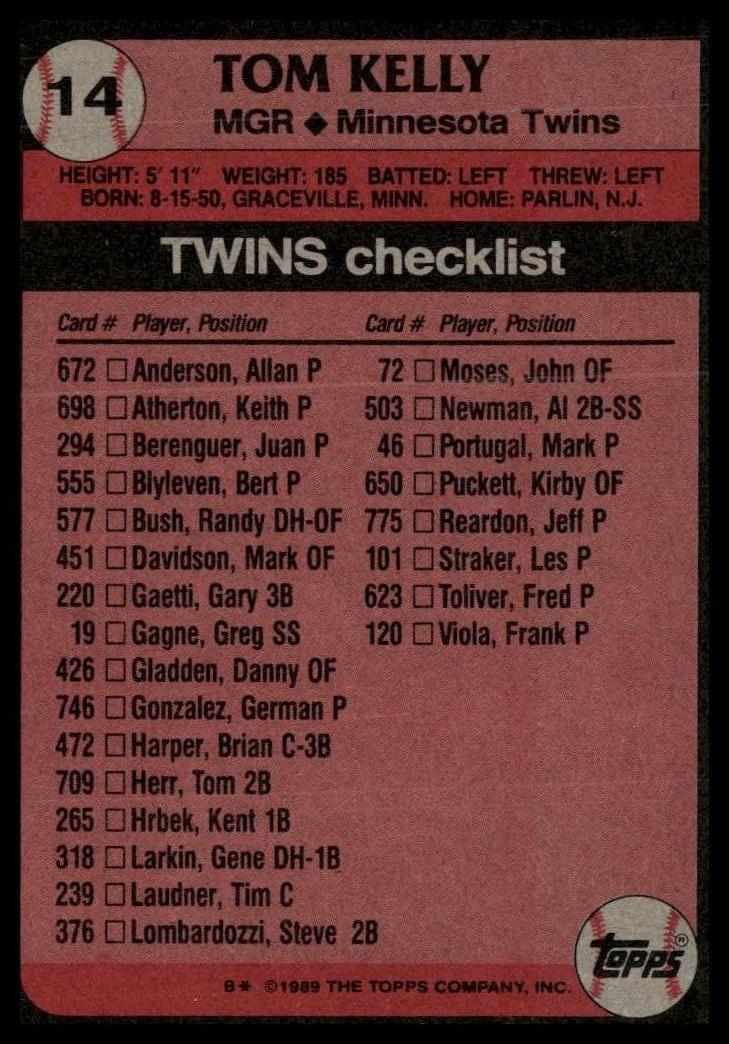 14
TOM KELLY
MGR ♦ Minnesota Twins
HEIGHT: 5' 11" WEIGHT: 185 BATTED: LEFT THREW: LEFT
BORN: 8-15-50, GRACEVILLE, MINN. HOME: PARLIN, N.J.
TWINS checklist
Card # Player, Position
672 □ Anderson, Allan P
698 □ Atherton, Keith P
294 □ Berenguer, Juan P
555 □ Blyleven, Bert P
577 □ Bush, Randy DH-OF
451 □ Davidson, Mark OF
220 □ Gaetti, Gary 3B
19 □ Gagne, Greg SS
426 □ Gladden, Danny OF
746 □ Gonzalez, German P
472 □ Harper, Brian C-3B
709 □ Herr, Tom 2B
265 □ Hrbek, Kent 1B
318 □ Larkin, Gene DH-1B
239 □ Laudner, Tim C
376 □ Lombardozzi, Steve 2B
Card # Player, Position
72 □ Moses, John OF
503 □ Newman, Al 2B-SS
46 □ Portugal, Mark P
650 □ Puckett, Kirby OF
775 □ Reardon, Jeff P
101 □ Straker, Les P
623 □ Toliver, Fred P
120 □ Viola, Frank P
topps®
B* ©1989 THE TOPPS COMPANY, INC.